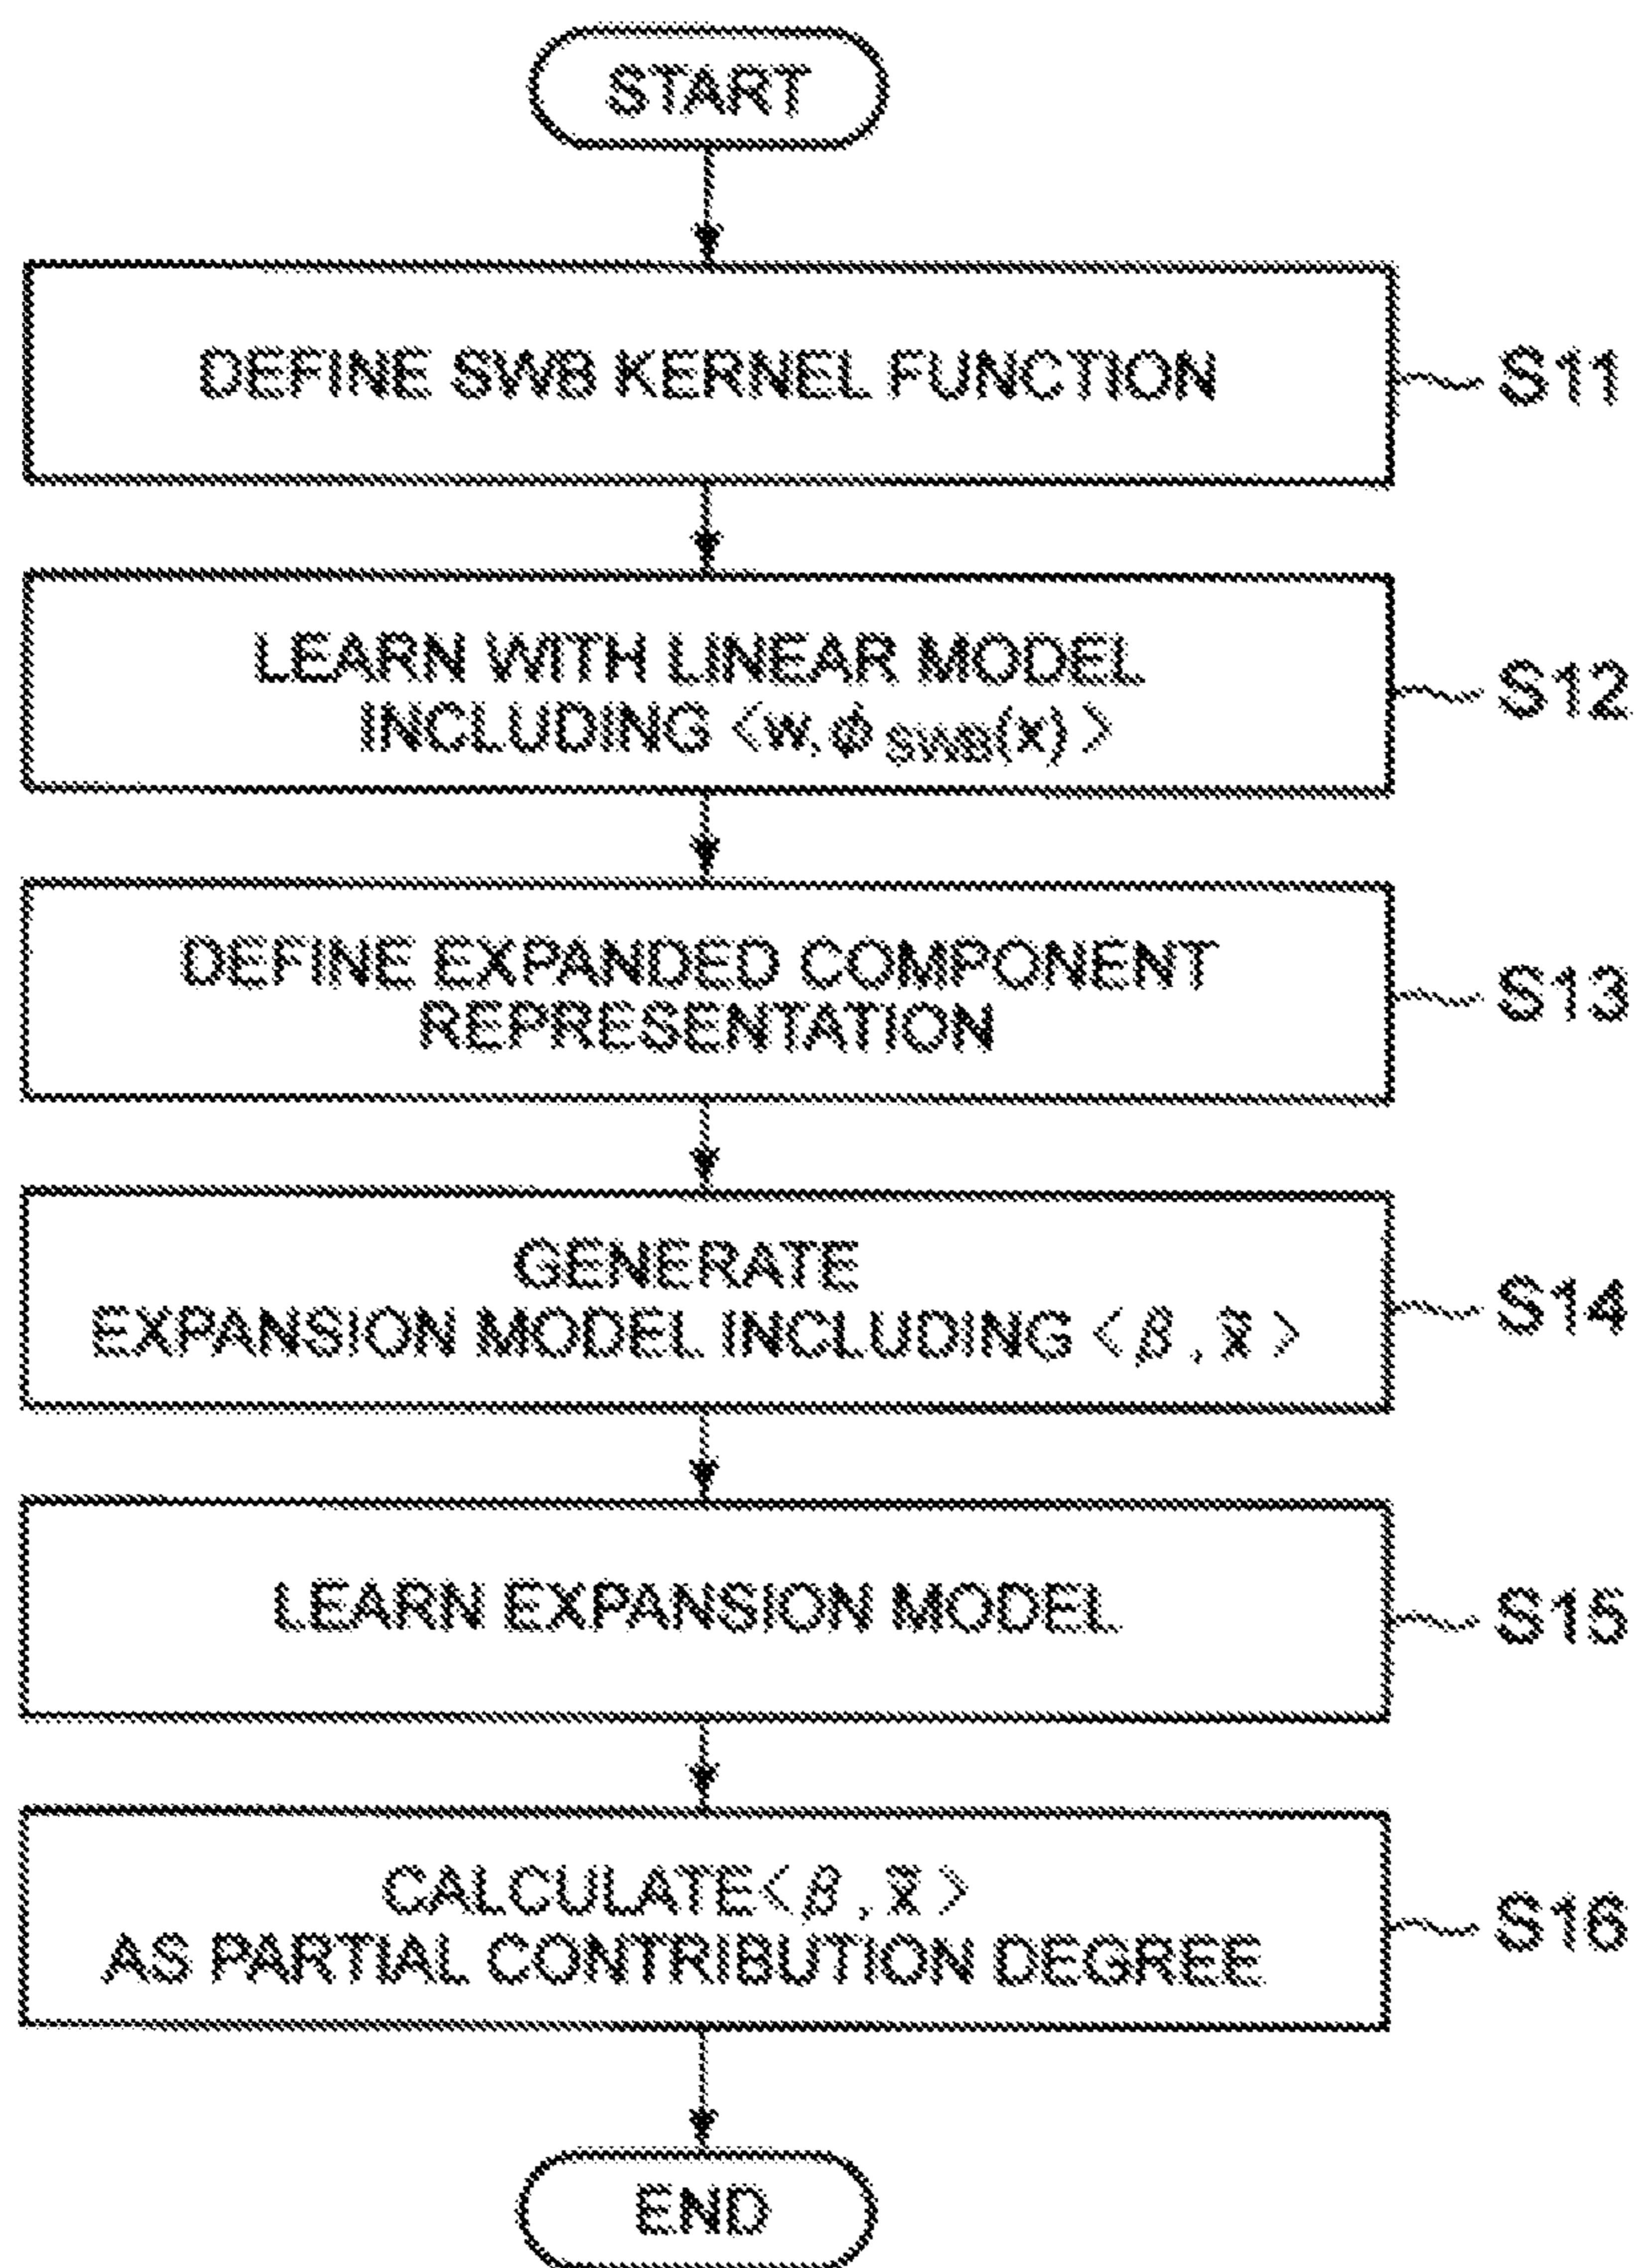 START
DEFINE SWB KERNEL FUNCTION
S11
LEARN WITH LINEAR MODEL
INCLUDING <w, ϕ SWB(x) >
S12
DEFINE EXPANDED COMPONENT
REPRESENTATION
S13
GENERATE
EXPANSION MODEL INCLUDING < β , x̃ >
S14
LEARN EXPANSION MODEL
S15
CALCULATE< β , x̃ >
AS PARTIAL CONTRIBUTION DEGREE
S16
END